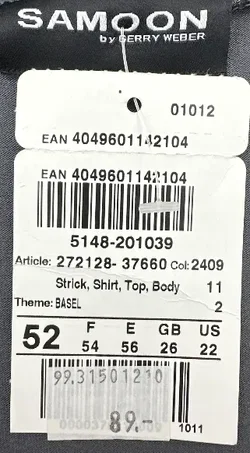 SAMOON
by GERRY WEBER
01012
EAN 4049601142104
EAN 4049601142104
5148-201039
Article: 272128- 37660 Col: 2409
Strick, Shirt, Top, Body 11
Theme: BASEL 2
52 F E GB US
54 56 26 22
99.31501210
89.-
1011